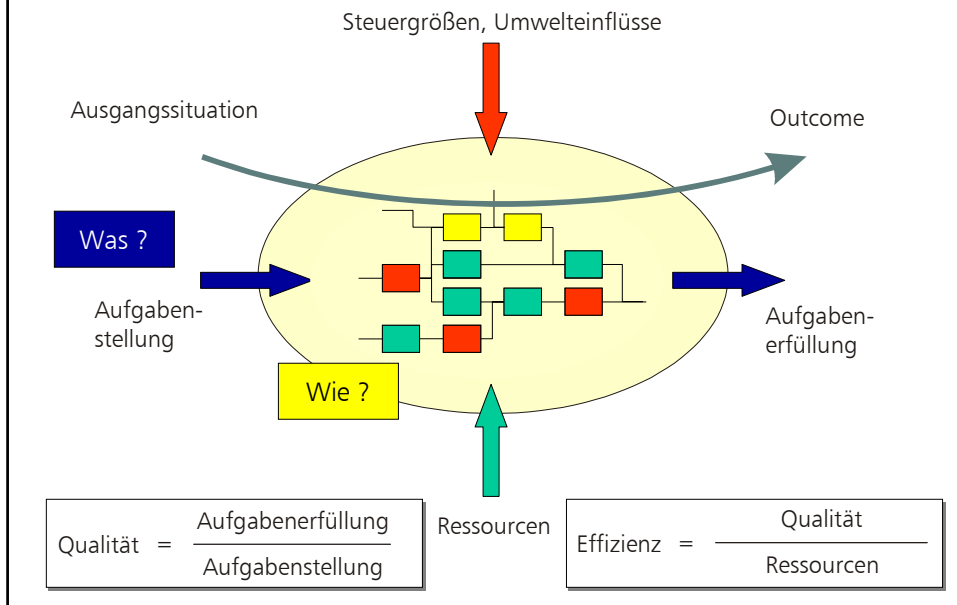 Steuergrößen, Umwelteinflüsse
Ausgangssituation
Outcome
Was ?
Aufgaben-
stellung
Aufgaben-
erfüllung
Wie ?
Ressourcen
Qualität =
Aufgabenerfüllung
Aufgabenstellung
Effizienz =
Qualität
Ressourcen